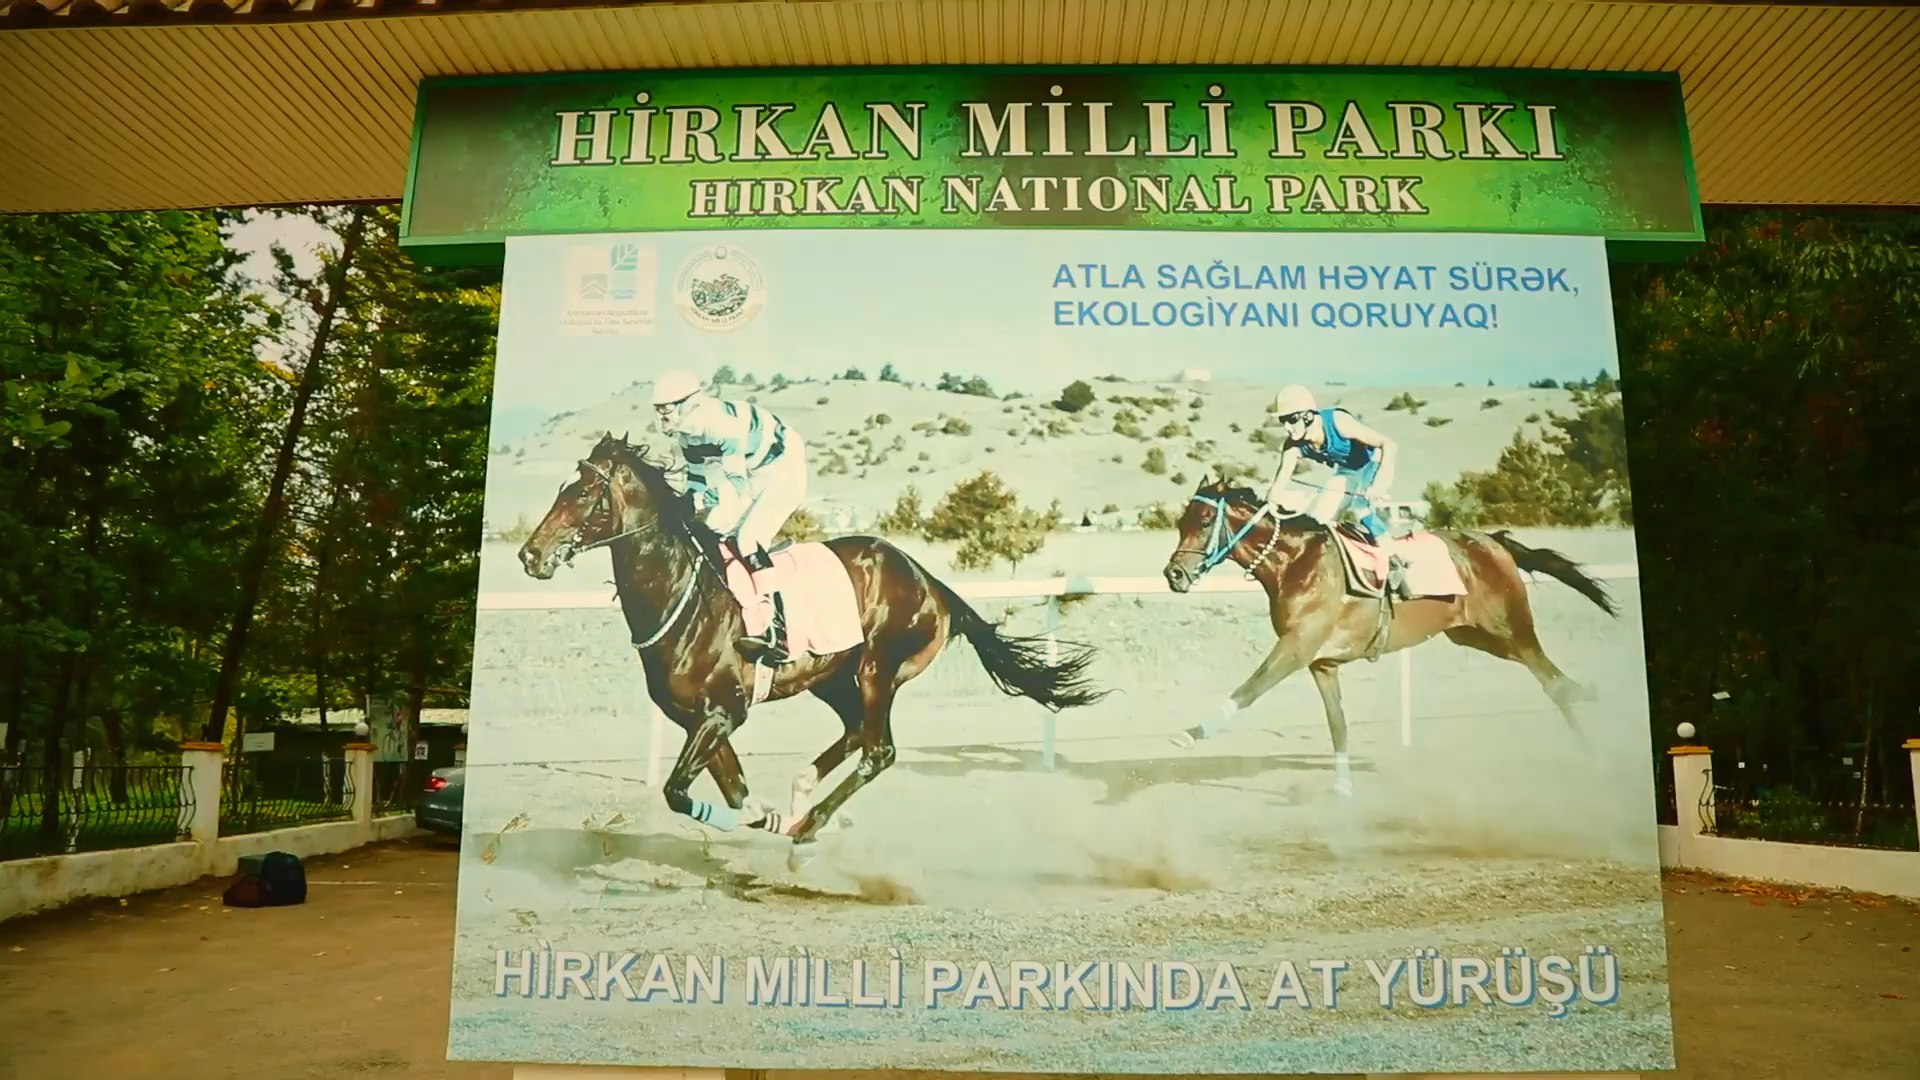 HİRKAN MİLLİ PARKI
HIRKAN NATIONAL PARK
ATLA SAĞLAM HƏYAT SÜRƏK,
EKOLOGİYANI QORUYAQ!
HİRKAN MİLLİ PARKINDA AT YÜRÜŞÜ